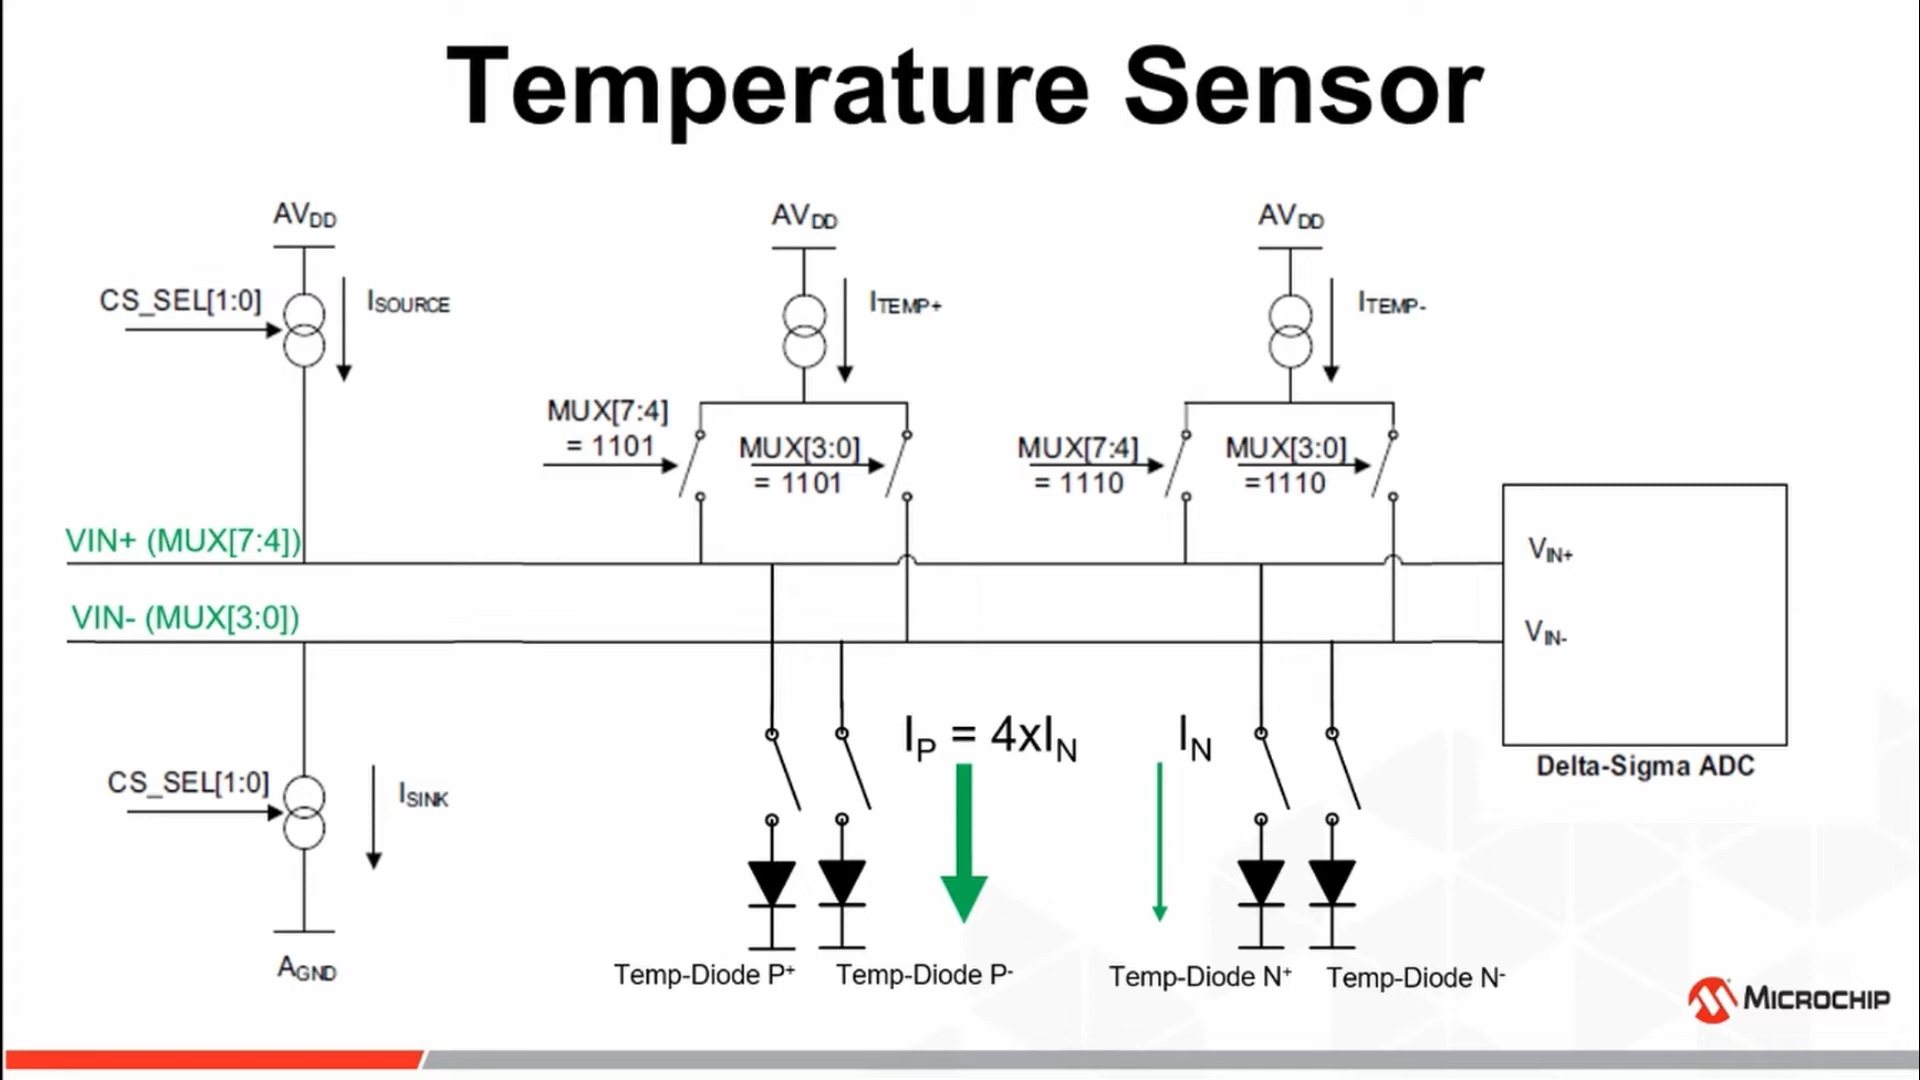 Temperature Sensor
AVDD
AVDD
AVDD
CS_SEL[1:0]
ISOURCE
ITEMP+
ITEMP-
MUX[7:4]
= 1101
MUX[3:0]
= 1101
MUX[7:4]
= 1110
MUX[3:0]
=1110
VIN+ (MUX[7:4])
VIN+
VIN- (MUX[3:0])
VIN-
IP = 4xIN
IN
Delta-Sigma ADC
CS_SEL[1:0]
ISINK
AGND
Temp-Diode P+
Temp-Diode P-
Temp-Diode N+
Temp-Diode N-
MICROCHIP